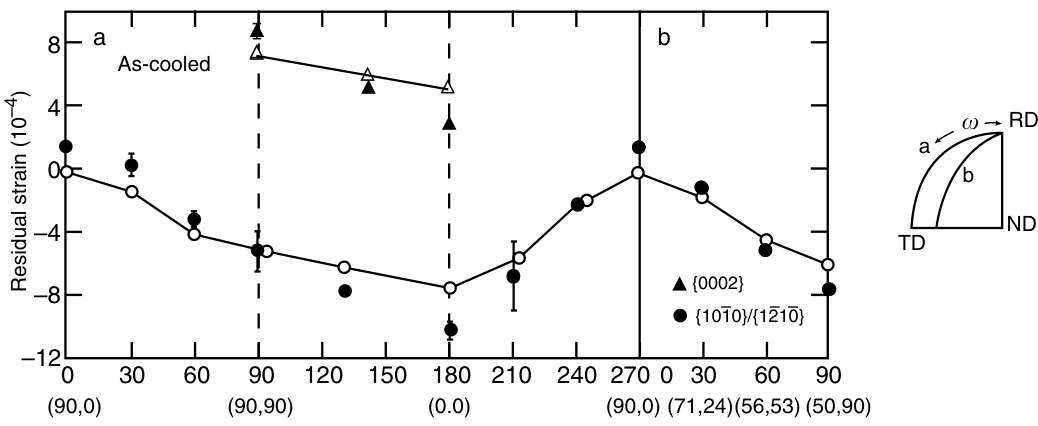 a
b
As-cooled
Residual strain (10⁻⁴)
8
4
0
−4
−8
−12
{0002}
{101̅0}/{12̅10̅}
0 30 60 90 120 150 180 210 240 270 0 30 60 90
(90,0) (90,90) (0.0) (90,0) (71,24) (56,53) (50,90)
ω RD
a
b
TD ND